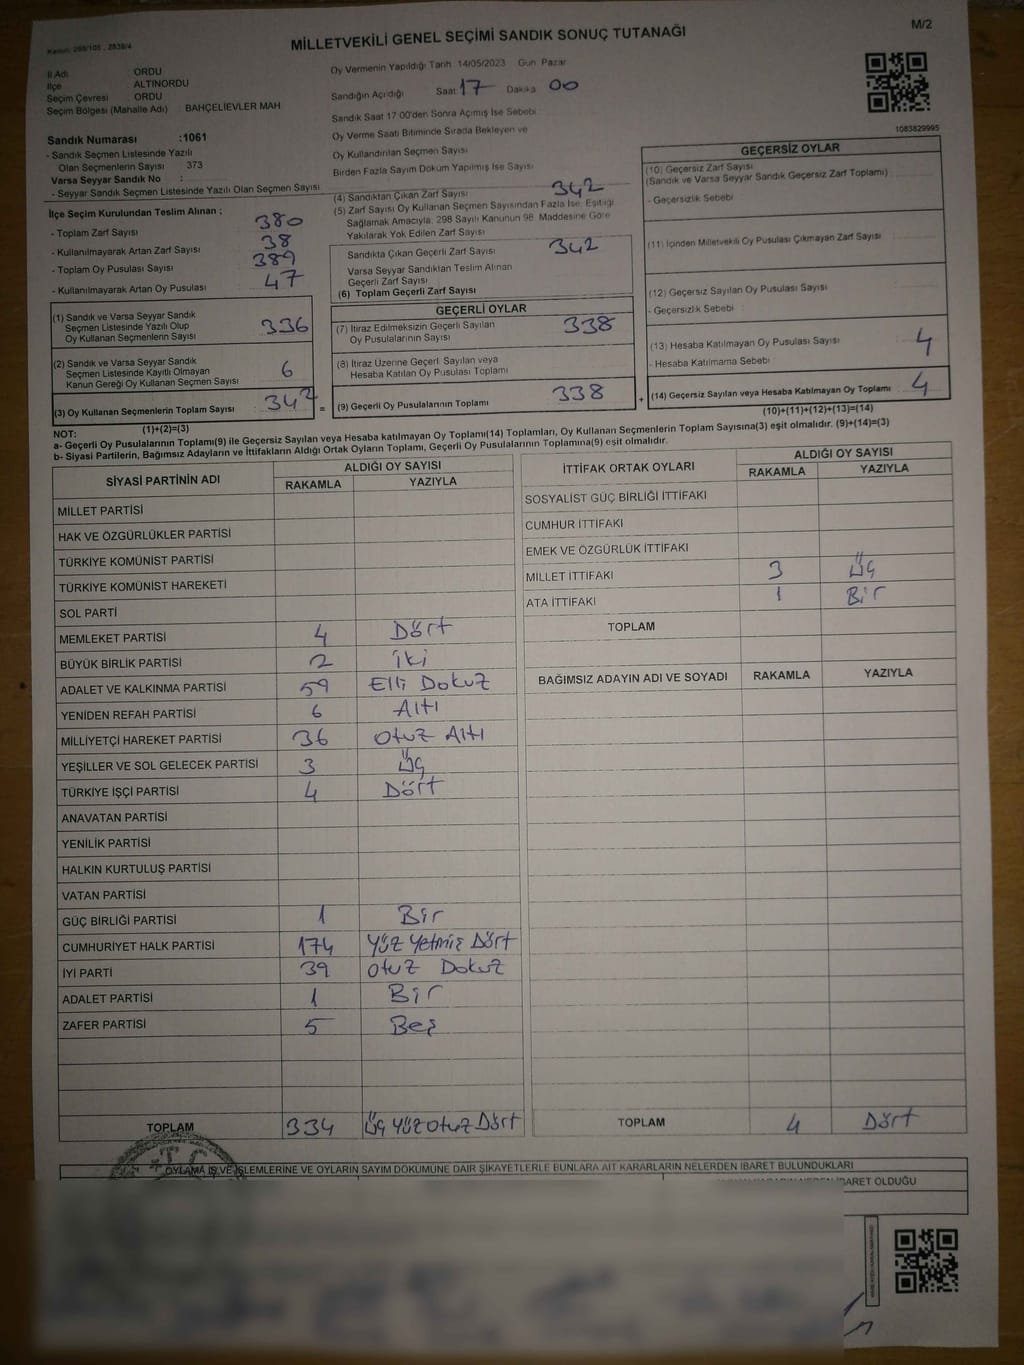 M/2
Kanun: 298/105 , 2839/4
MİLLETVEKİLİ GENEL SEÇİMİ SANDIK SONUÇ TUTANAĞI
İl Adı : ORDU
İlçe : ALTINORDU
Seçim Çevresi : ORDU
Seçim Bölgesi (Mahalle Adı) : BAHÇELİEVLER MAH
Sandık Numarası :1061
- Sandık Seçmen Listesinde Yazılı
Olan Seçmenlerin Sayısı : 373
Varsa Seyyar Sandık No :
- Seyyar Sandık Seçmen Listesinde Yazılı Olan Seçmen Sayısı
Oy Vermenin Yapıldığı Tarih 14/05/2023 Gün Pazar
Sandığın Açıldığı Saat 17 Dakika 00
Sandık Saat 17 00'den Sonra Açmış İse Sebebi
Oy Verme Saati Bitiminde Sırada Bekleyen ve
Oy Kullandırılan Seçmen Sayısı
Birden Fazla Sayım Döküm Yapılmış İse Sayısı
1083829995
İlçe Seçim Kurulundan Teslim Alınan ;
- Toplam Zarf Sayısı 380
- Kullanılmayarak Artan Zarf Sayısı 38
- Toplam Oy Pusulası Sayısı 389
- Kullanılmayarak Artan Oy Pusulası 47
(1) Sandık ve Varsa Seyyar Sandık
Seçmen Listesinde Yazılı Olup
Oy Kullanan Seçmenlerin Sayısı 336
(2) Sandık ve Varsa Seyyar Sandık
Seçmen Listesinde Kayıtlı Olmayan
Kanun Gereği Oy Kullanan Seçmen Sayısı 6
(3) Oy Kullanan Seçmenlerin Toplam Sayısı 342 =
(1)+(2)=(3)
(4) Sandıktan Çıkan Zarf Sayısı 342
(5) Zarf Sayısı Oy Kullanan Seçmen Sayısından Fazla İse, Eşitliği
Sağlamak Amacıyla; 298 Sayılı Kanunun 98. Maddesine Göre
Yakılarak Yok Edilen Zarf Sayısı
Sandıkta Çıkan Geçerli Zarf Sayısı 342
Varsa Seyyar Sandıktan Teslim Alınan
Geçerli Zarf Sayısı
(6) Toplam Geçerli Zarf Sayısı
GEÇERLİ OYLAR
(7) İtiraz Edilmeksizin Geçerli Sayılan
Oy Pusulalarının Sayısı 338
(8) İtiraz Üzerine Geçerli Sayılan veya
Hesaba Katılan Oy Pusulası Toplamı
(9) Geçerli Oy Pusulalarının Toplamı 338 +
GEÇERSİZ OYLAR
(10) Geçersiz Zarf Sayısı
(Sandık ve Varsa Seyyar Sandık Geçersiz Zarf Toplamı)
- Geçersizlik Sebebi
(11) İçinden Milletvekili Oy Pusulası Çıkmayan Zarf Sayısı
(12) Geçersiz Sayılan Oy Pusulası Sayısı
- Geçersizlik Sebebi
(13) Hesaba Katılmayan Oy Pusulası Sayısı 4
- Hesaba Katılmama Sebebi
(14) Geçersiz Sayılan veya Hesaba Katılmayan Oy Toplamı 4
(10)+(11)+(12)+(13)=(14)
NOT:
a- Geçerli Oy Pusulalarının Toplamı(9) ile Geçersiz Sayılan veya Hesaba katılmayan Oy Toplamı(14) Toplamları, Oy Kullanan Seçmenlerin Toplam Sayısına(3) eşit olmalıdır. (9)+(14)=(3)
b- Siyasi Partilerin, Bağımsız Adayların ve İttifakların Aldığı Ortak Oyların Toplamı, Geçerli Oy Pusulalarının Toplamına(9) eşit olmalıdır.
SİYASİ PARTİNİN ADI ALDIĞI OY SAYISI
RAKAMLA YAZIYLA
MİLLET PARTİSİ
HAK VE ÖZGÜRLÜKLER PARTİSİ
TÜRKİYE KOMÜNİST PARTİSİ
TÜRKİYE KOMÜNİST HAREKETİ
SOL PARTİ
MEMLEKET PARTİSİ 4 Dört
BÜYÜK BİRLİK PARTİSİ 2 iki
ADALET VE KALKINMA PARTİSİ 59 Elli Dokuz
YENİDEN REFAH PARTİSİ 6 Altı
MİLLİYETÇİ HAREKET PARTİSİ 36 Otuz Altı
YEŞİLLER VE SOL GELECEK PARTİSİ 3 Üç
TÜRKİYE İŞÇİ PARTİSİ 4 Dört
ANAVATAN PARTİSİ
YENİLİK PARTİSİ
HALKIN KURTULUŞ PARTİSİ
VATAN PARTİSİ
GÜÇ BİRLİĞİ PARTİSİ 1 Bir
CUMHURİYET HALK PARTİSİ 174 Yüz Yetmiş Dört
İYİ PARTİ 39 Otuz Dokuz
ADALET PARTİSİ 1 Bir
ZAFER PARTİSİ 5 Beş
TOPLAM 334 Üç Yüz Otuz Dört
İTTİFAK ORTAK OYLARI ALDIĞI OY SAYISI
RAKAMLA YAZIYLA
SOSYALİST GÜÇ BİRLİĞİ İTTİFAKI
CUMHUR İTTİFAKI
EMEK VE ÖZGÜRLÜK İTTİFAKI
MİLLET İTTİFAKI 3 Üç
ATA İTTİFAKI 1 Bir
TOPLAM
BAĞIMSIZ ADAYIN ADI VE SOYADI RAKAMLA YAZIYLA
TOPLAM 4 Dört
OYLAMA İŞ VE İŞLEMLERİNE VE OYLARIN SAYIM DÖKÜMÜNE DAİR ŞİKAYETLERLE BUNLARA AİT KARARLARIN NELERDEN İBARET BULUNDUKLARI
İBARET OLDUĞU